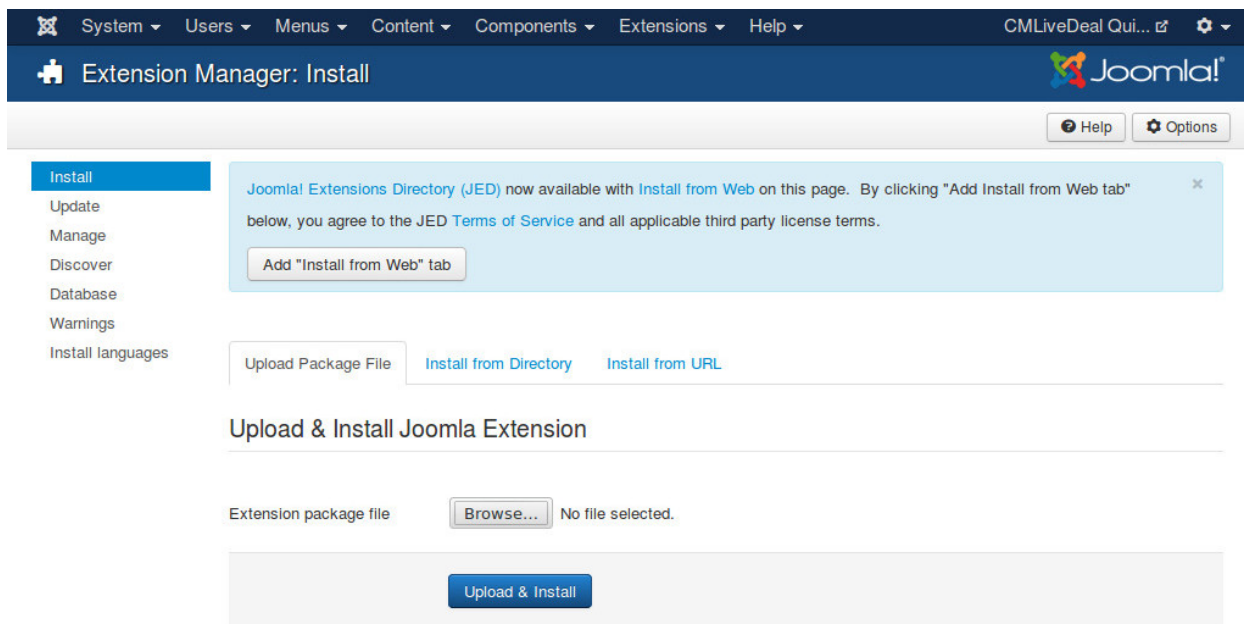 System Users Menus Content Components Extensions Help CMLiveDeal Qui...
Extension Manager: Install Joomla!
Help Options
Install
Update
Manage
Discover
Database
Warnings
Install languages
Joomla! Extensions Directory (JED) now available with Install from Web on this page. By clicking "Add Install from Web tab"
below, you agree to the JED Terms of Service and all applicable third party license terms.
Add "Install from Web" tab
Upload Package File Install from Directory Install from URL
Upload & Install Joomla Extension
Extension package file Browse... No file selected.
Upload & Install